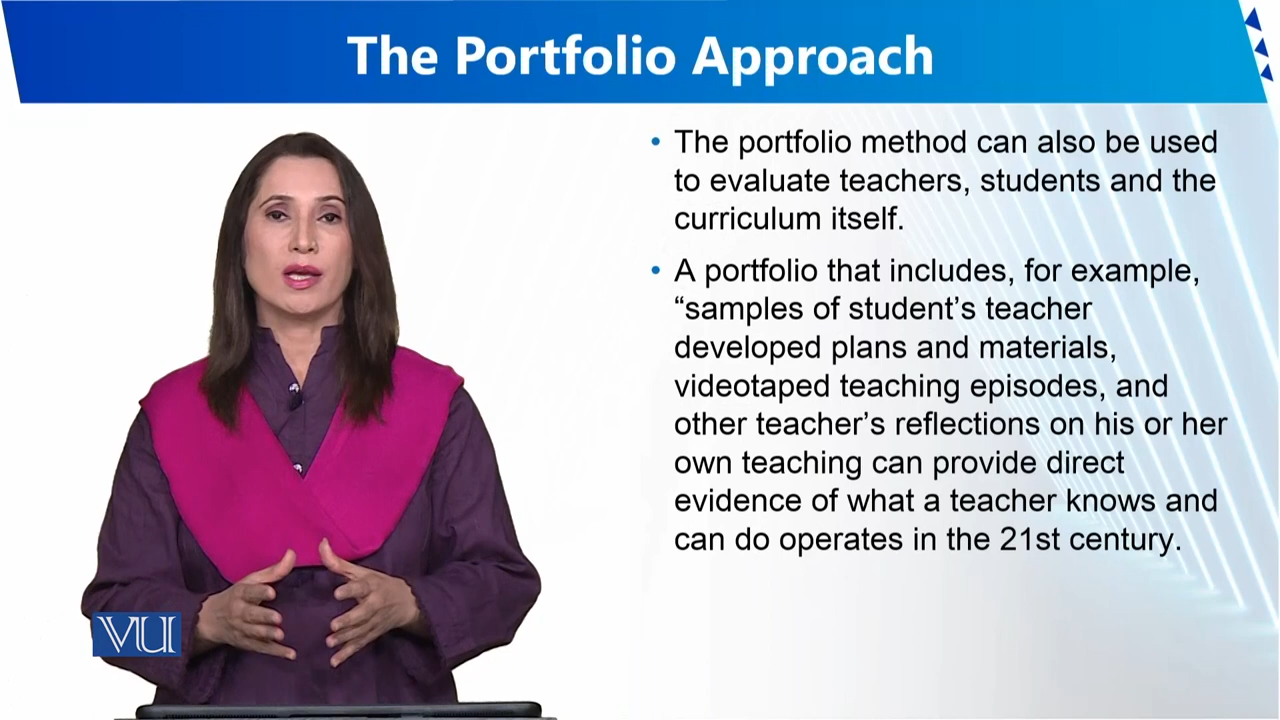 The Portfolio Approach
• The portfolio method can also be used
to evaluate teachers, students and the
curriculum itself.
• A portfolio that includes, for example,
“samples of student’s teacher
developed plans and materials,
videotaped teaching episodes, and
other teacher’s reflections on his or her
own teaching can provide direct
evidence of what a teacher knows and
can do operates in the 21st century.
VU